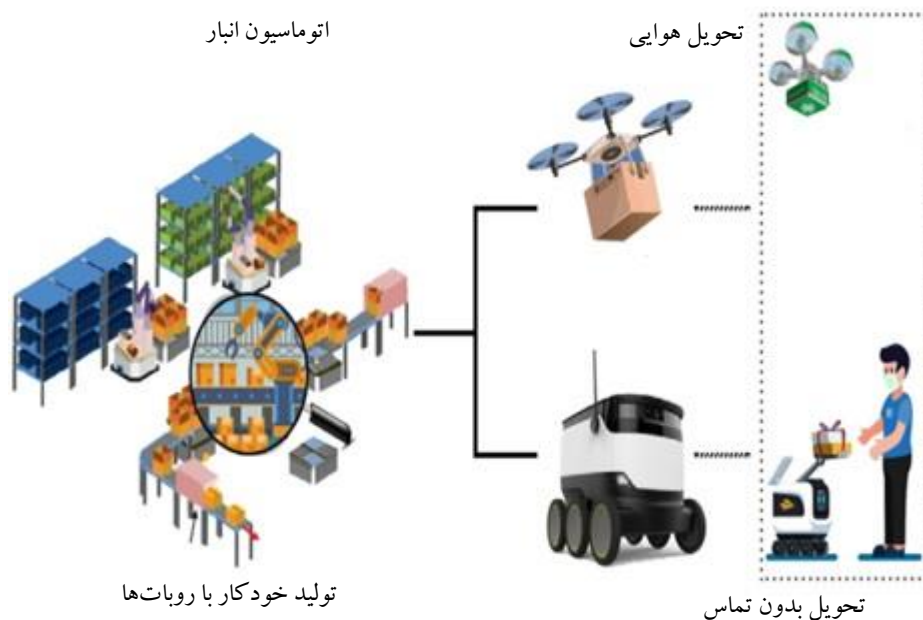 تحویل هوایی
اتوماسیون انبار
تولید خودکار با روبات‌ها
تحویل بدون تماس